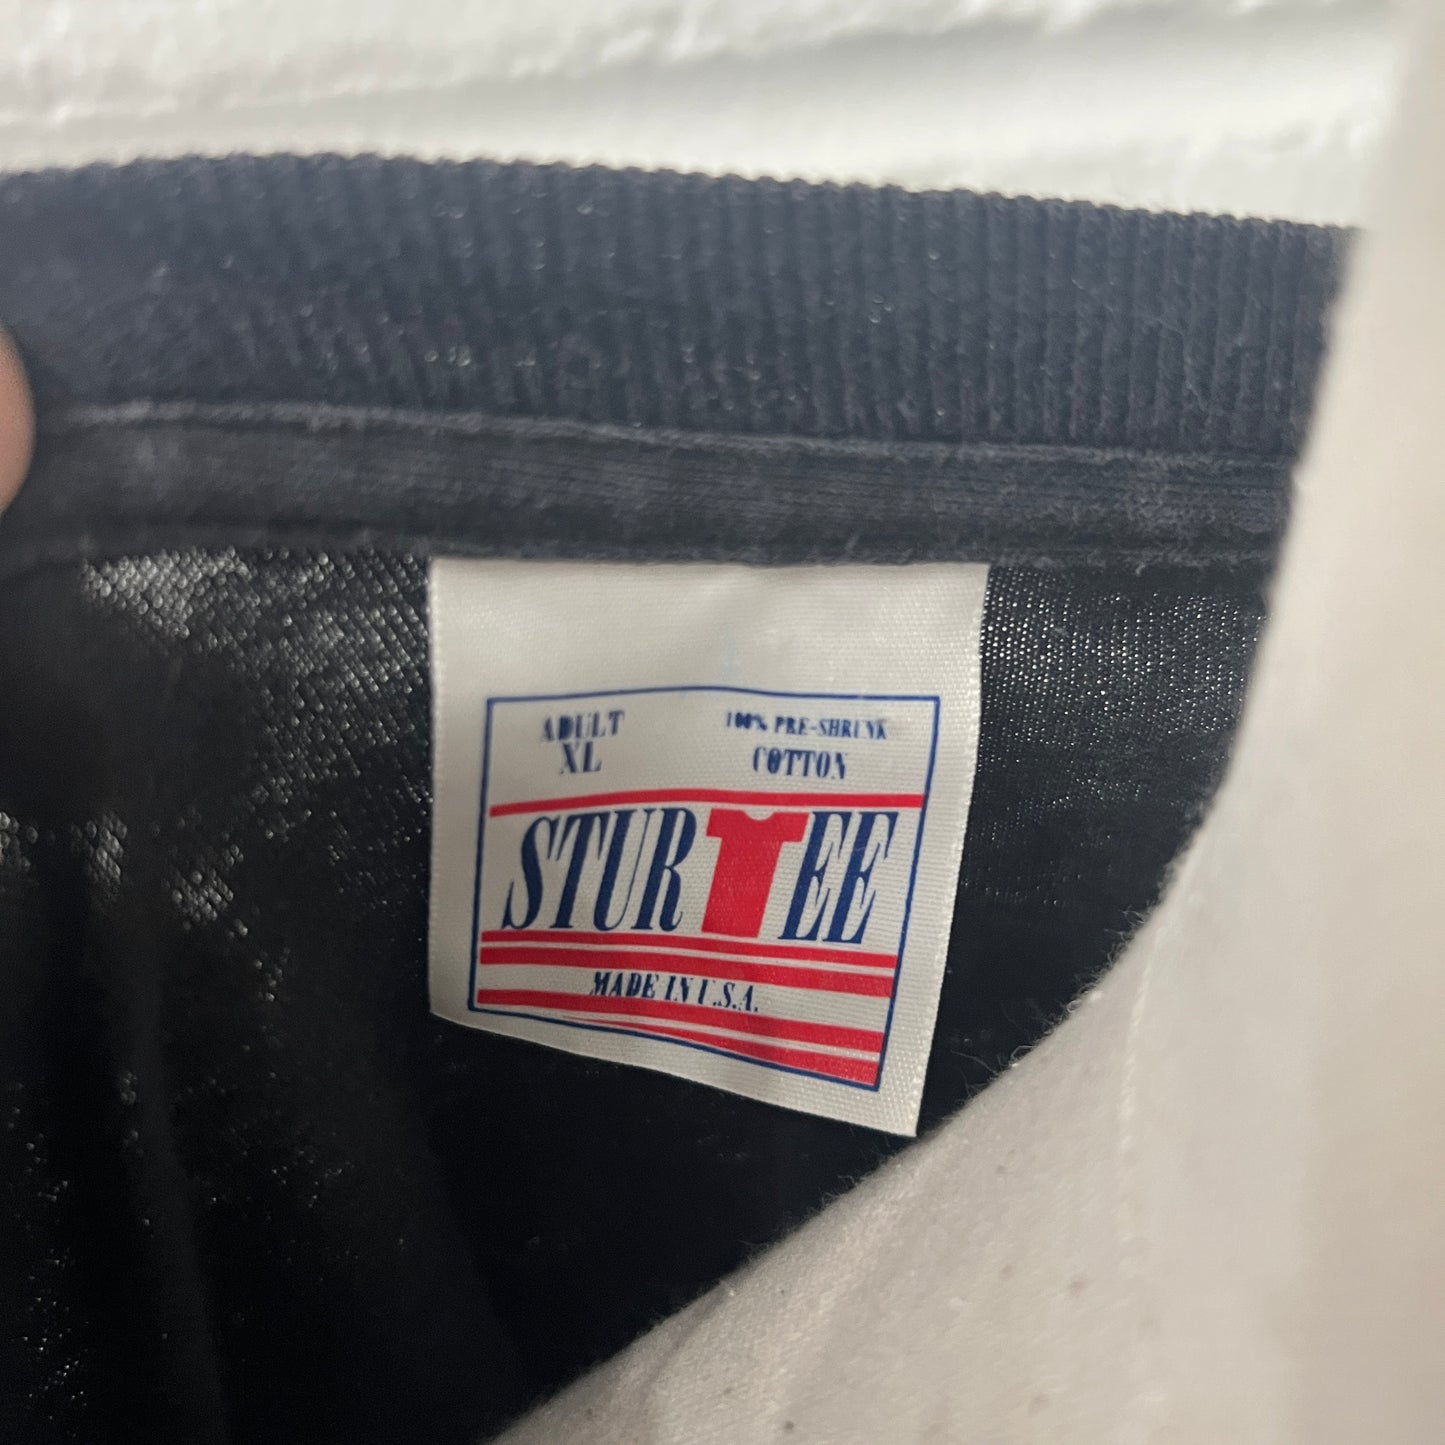 ADULT
XL
100% PRE-SHRUNK
COTTON
STURTEE
MADE IN U.S.A.